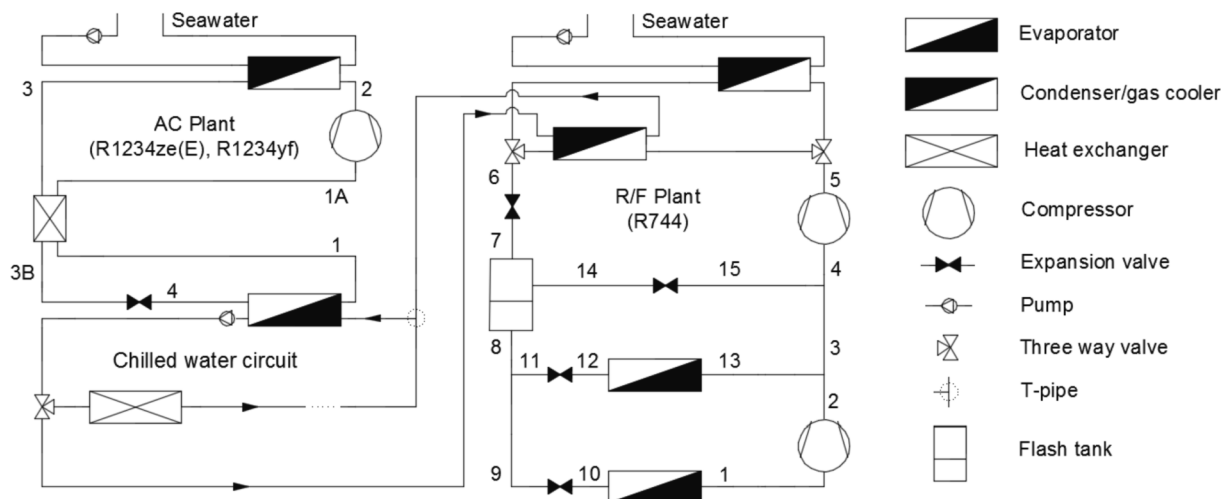 Seawater
Seawater
Evaporator
3
2
Condenser/gas cooler
AC Plant
(R1234ze(E), R1234yf)
Heat exchanger
6
5
1A
R/F Plant
(R744)
Compressor
1
7
3B
14
15
4
Expansion valve
4
Pump
8
Chilled water circuit
11
12
13
3
Three way valve
2
T-pipe
9
10
1
Flash tank